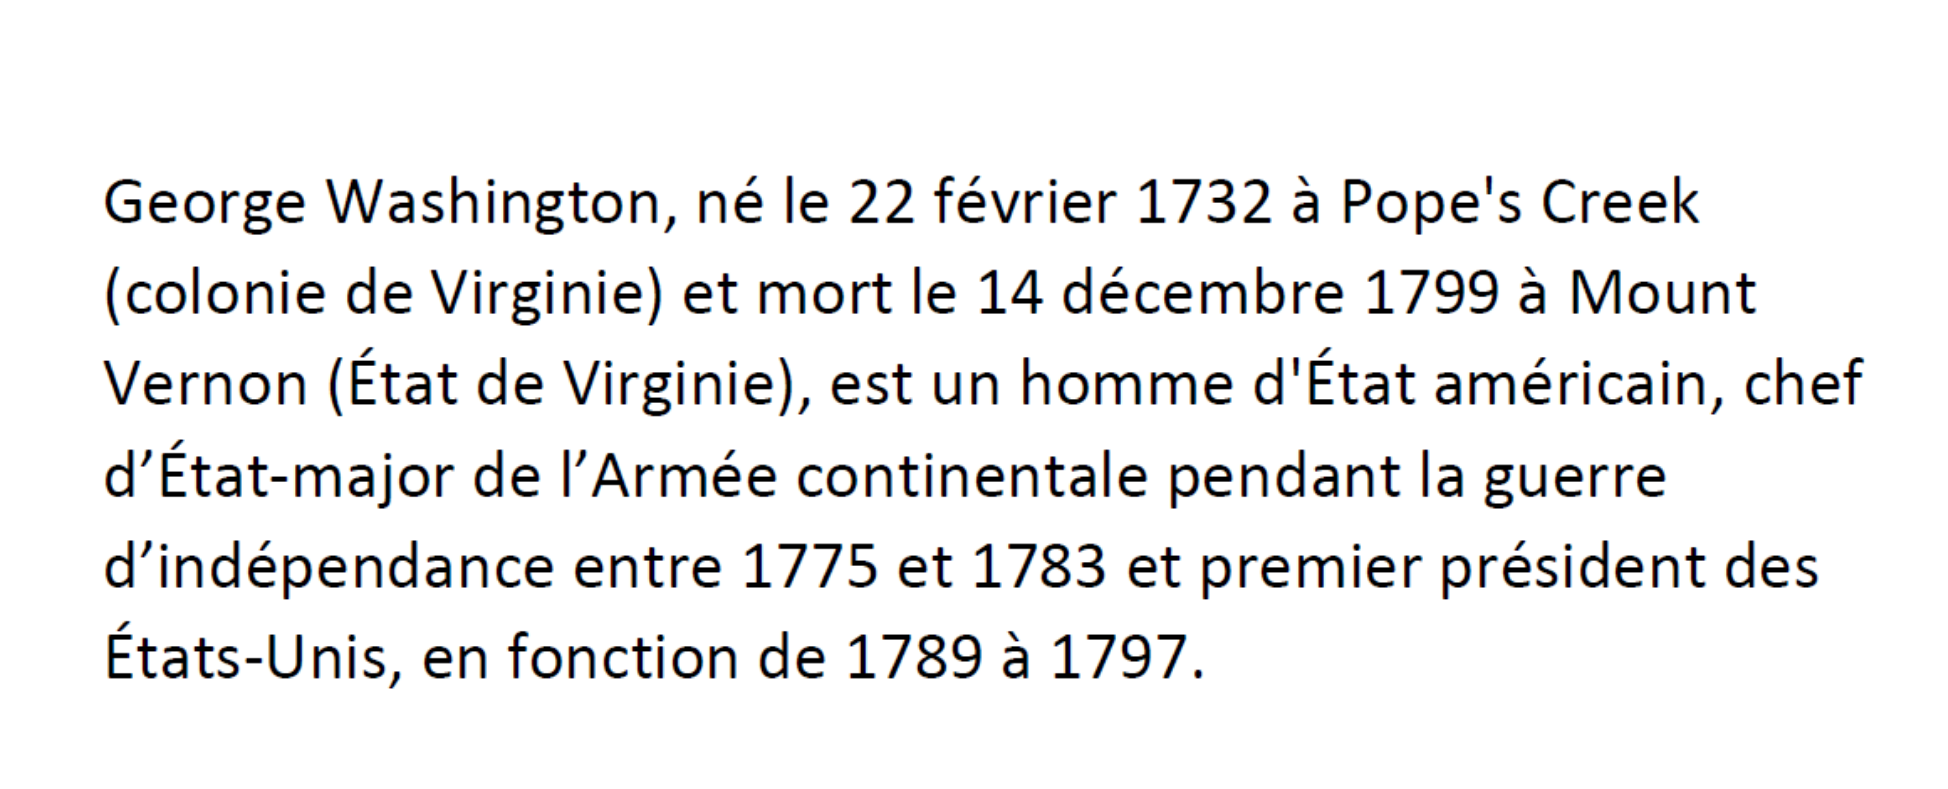 George Washington, né le 22 février 1732 à Pope's Creek
(colonie de Virginie) et mort le 14 décembre 1799 à Mount
Vernon (État de Virginie), est un homme d'État américain, chef
d’État-major de l’Armée continentale pendant la guerre
d’indépendance entre 1775 et 1783 et premier président des
États-Unis, en fonction de 1789 à 1797.